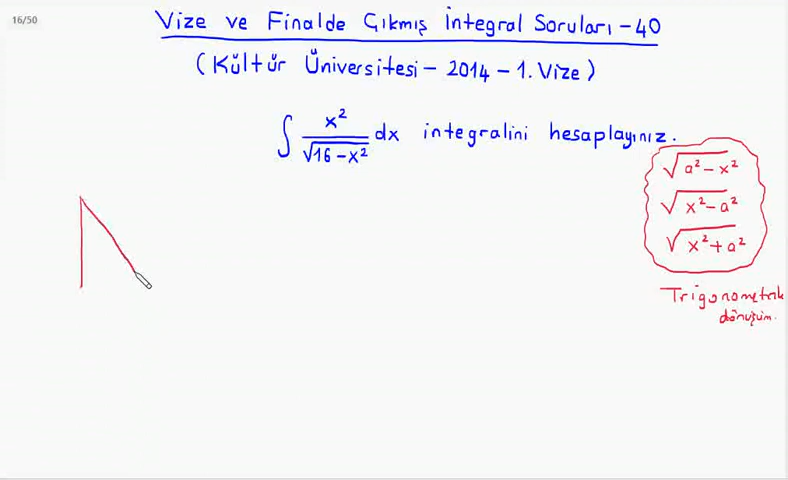 16/50
Vize ve Finalde Çıkmış İntegral Soruları-40
(Kültür Üniversitesi-2014-1.Vize)
∫ x²/√(16-x²) dx integralini hesaplayınız.
√(a²-x²)
√(x²-a²)
√(x²+a²)
Trigonometrik
dönüşüm.